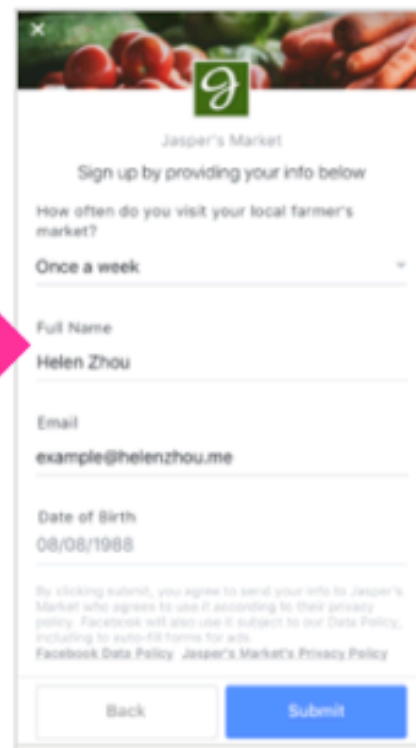 Jasper's Market
Sign up by providing your info below
How often do you visit your local farmer's
market?
Once a week
Full Name
Helen Zhou
Email
example@helenzhou.me
Date of Birth
08/08/1988
By clicking submit, you agree to send your info to Jasper's
Market who agrees to use it according to their privacy
policy. Facebook will also use it subject to our Data Policy,
including to auto-fill forms for ads.
Facebook Data Policy Jasper's Market's Privacy Policy
Back Submit